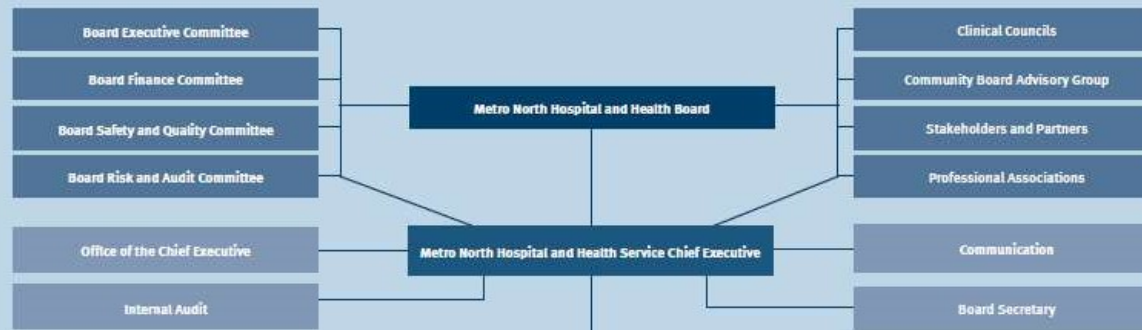 Board Executive Committee
Clinical Councils
Board Finance Committee
Community Board Advisory Group
Metro North Hospital and Health Board
Board Safety and Quality Committee
Stakeholders and Partners
Board Risk and Audit Committee
Professional Associations
Office of the Chief Executive
Metro North Hospital and Health Service Chief Executive
Communication
Internal Audit
Board Secretary